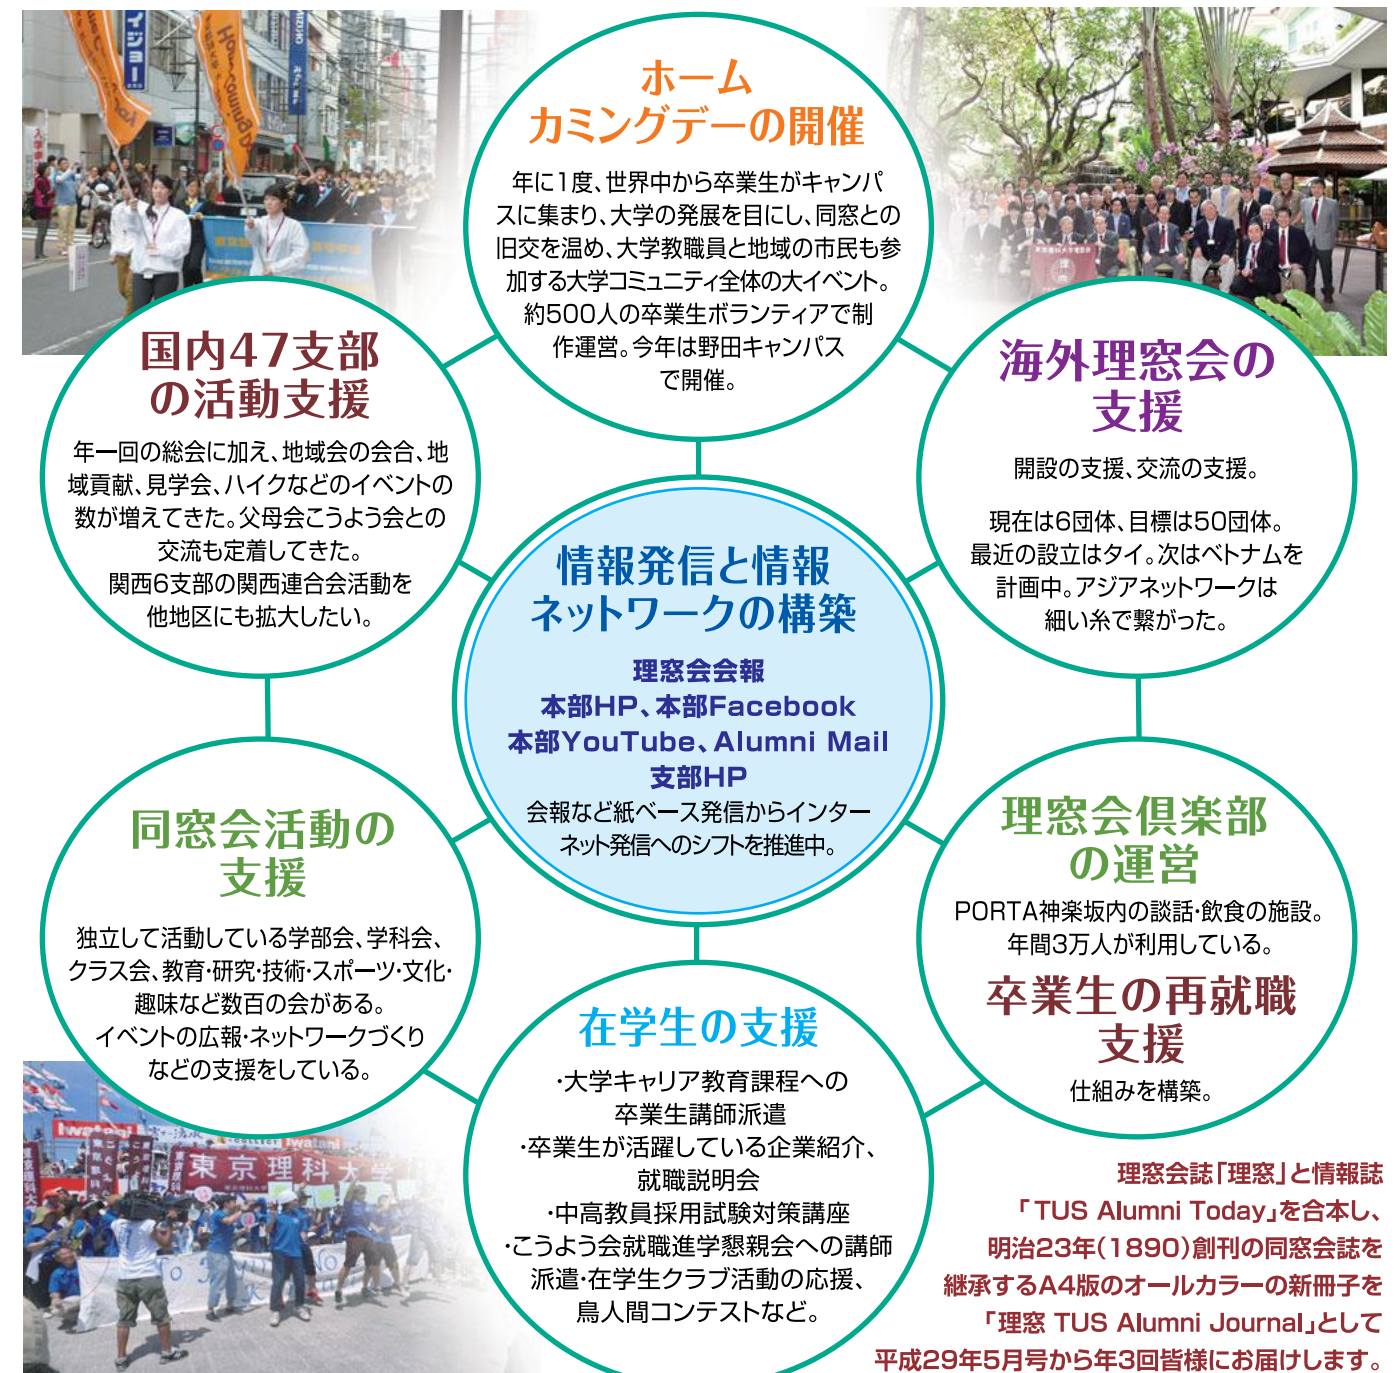 イジョー
MIZUHO
みずほ
ホーム
カミングデーの開催
年に1度、世界中から卒業生がキャンパ
スに集まり、大学の発展を目にし、同窓との
旧交を温め、大学教職員と地域の市民も参
加する大学コミュニティ全体の大イベント。
約500人の卒業生ボランティアで制
作運営。今年は野田キャンパス
で開催。
国内47支部
の活動支援
年一回の総会に加え、地域会の会合、地
域貢献、見学会、ハイクなどのイベントの
数が増えてきた。父母会こうよう会との
交流も定着してきた。
関西6支部の関西連合会活動を
他地区にも拡大したい。
海外理窓会の
支援
開設の支援、交流の支援。
現在は6団体、目標は50団体。
最近の設立はタイ。次はベトナムを
計画中。アジアネットワークは
細い糸で繋がった。
情報発信と情報
ネットワークの構築
理窓会会報
本部HP、本部Facebook
本部YouTube、Alumni Mail
支部HP
会報など紙ベース発信からインター
ネット発信へのシフトを推進中。
同窓会活動の
支援
独立して活動している学部会、学科会、
クラス会、教育・研究・技術・スポーツ・文化・
趣味など数百の会がある。
イベントの広報・ネットワークづくり
などの支援をしている。
理窓会倶楽部
の運営
PORTA神楽坂内の談話・飲食の施設。
年間3万人が利用している。
卒業生の再就職
支援
仕組みを構築。
在学生の支援
・大学キャリア教育課程への
卒業生講師派遣
・卒業生が活躍している企業紹介、
就職説明会
・中高教員採用試験対策講座
・こうよう会就職進学懇親会への講師
派遣・在学生クラブ活動の応援、
鳥人間コンテストなど。
Iwatani
Iwatani
東京理科大学
理窓会誌「理窓」と情報誌
「TUS Alumni Today」を合本し、
明治23年(1890)創刊の同窓会誌を
継承するA4版のオールカラーの新冊子を
「理窓 TUS Alumni Journal」として
平成29年5月号から年3回皆様にお届けします。